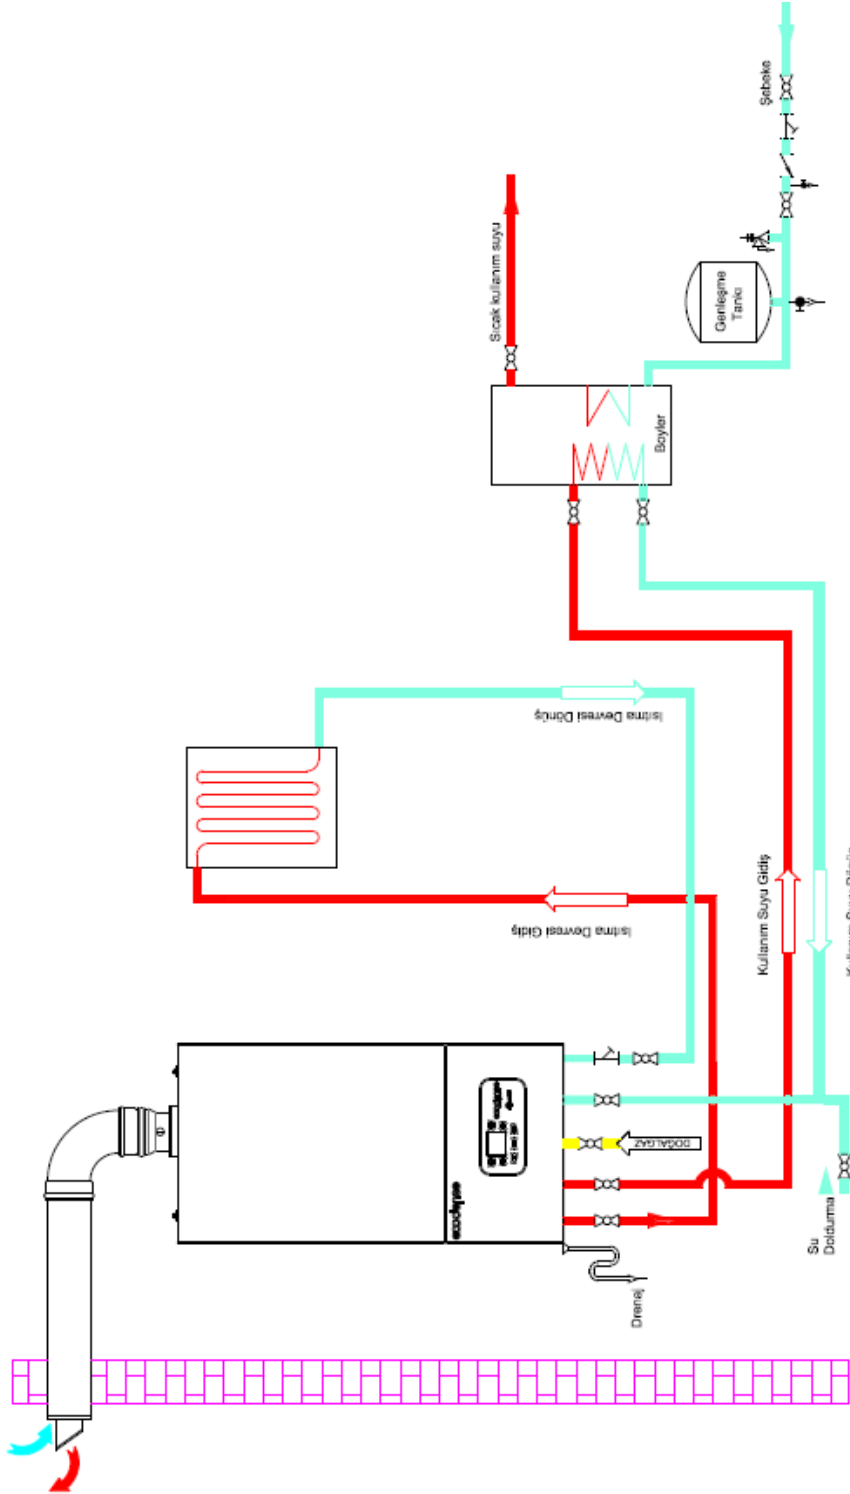 Şebeke
Sıcak kullanım suyu
Genleşme
Tankı
Boyler
Isıtma Devresi Dönüş
Isıtma Devresi Gidiş
Kullanım Suyu Gidiş
DOĞALGAZ
Su
Doldurma
Drenaj